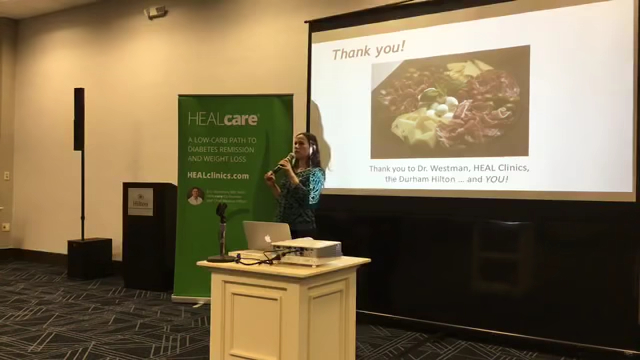 Thank you!
Thank you to Dr. Westman, HEAL Clinics,
the Durham Hilton ... and YOU!
HEALcare®
A LOW-CARB PATH TO
DIABETES REMISSION
AND WEIGHT LOSS
HEALclinics.com
Hilton